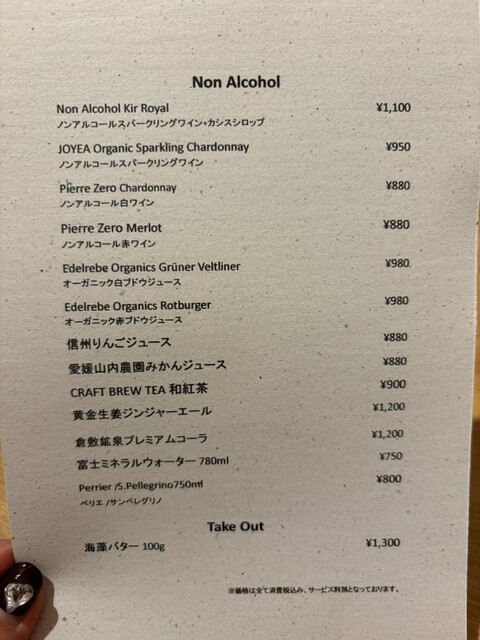 Non Alcohol
Non Alcohol Kir Royal ¥1,100
ノンアルコールスパークリングワイン+カシスシロップ
JOYEA Organic Sparkling Chardonnay ¥950
ノンアルコールスパークリングワイン
Pierre Zero Chardonnay ¥880
ノンアルコール白ワイン
Pierre Zero Merlot ¥880
ノンアルコール赤ワイン
Edelrebe Organics Grüner Veltliner ¥980
オーガニック白ブドウジュース
Edelrebe Organics Rotburger ¥980
オーガニック赤ブドウジュース
信州りんごジュース ¥880
愛媛山内農園みかんジュース ¥880
CRAFT BREW TEA 和紅茶 ¥900
黄金生姜ジンジャーエール ¥1,200
倉敷鉱泉プレミアムコーラ ¥1,200
富士ミネラルウォーター 780ml ¥750
Perrier /S.Pellegrino750ml ¥800
ペリエ /サンペレグリノ
Take Out
海藻バター 100g ¥1,300
※価格は全て消費税込み、サービス料別となっております。